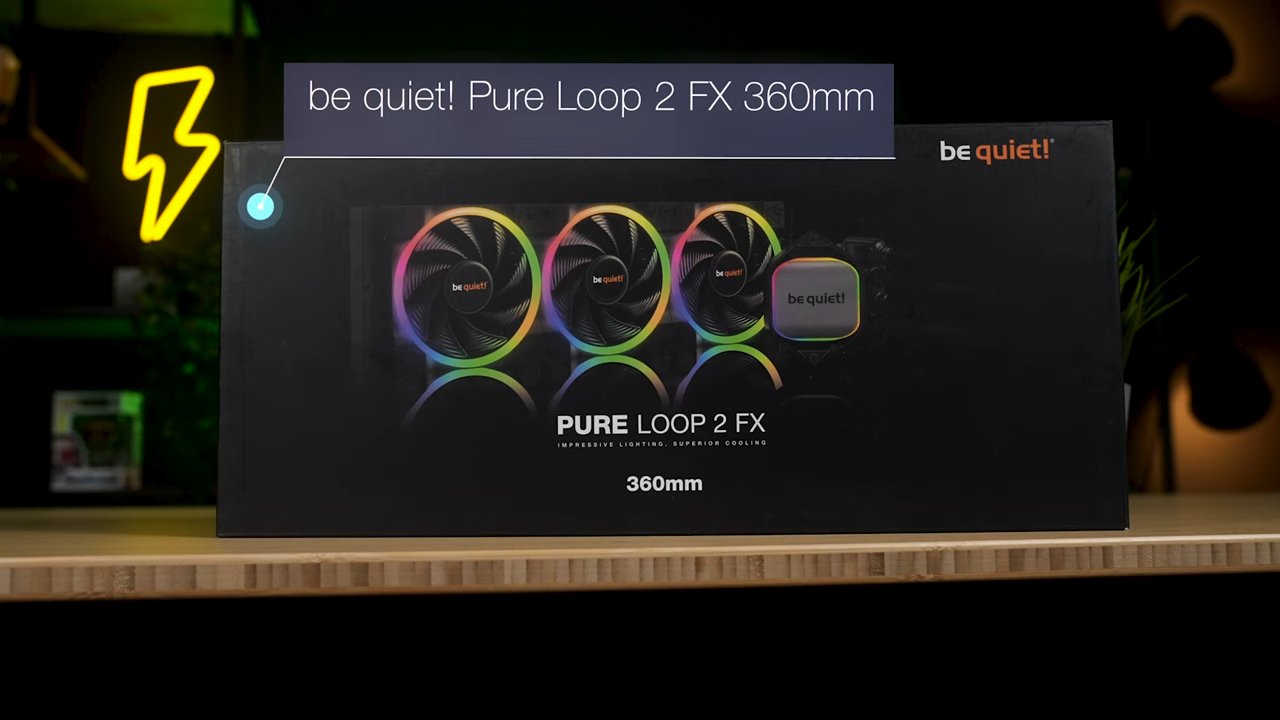 be quiet! Pure Loop 2 FX 360mm
be quiet!®
be quiet!
be quiet!
be quiet!
be quiet!
PURE LOOP 2 FX
IMPRESSIVE LIGHTING, SUPERIOR COOLING
360mm